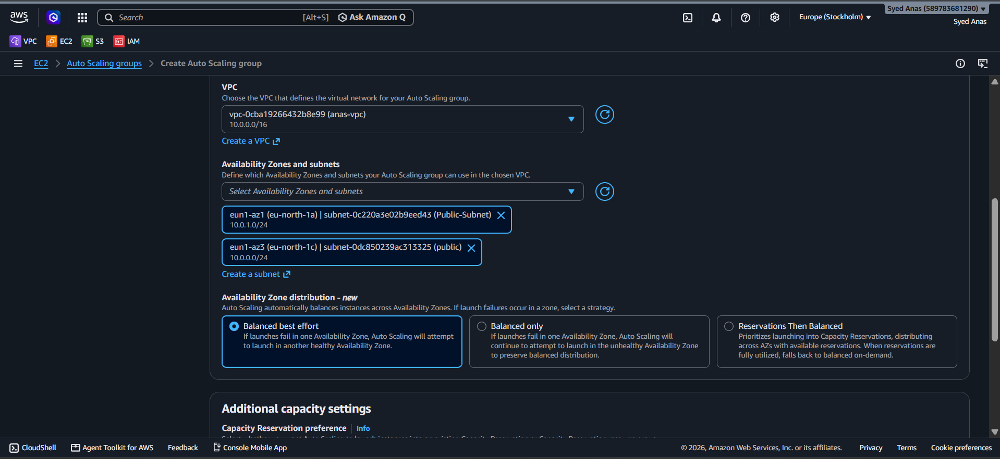 aws
Search
[Alt+S]
Ask Amazon Q
Europe (Stockholm)
Syed Anas (589783681290)
Syed Anas
VPC
EC2
S3
IAM
EC2
Auto Scaling groups
Create Auto Scaling group
VPC
Choose the VPC that defines the virtual network for your Auto Scaling group.
vpc-0cba19266432b8e99 (anas-vpc)
10.0.0.0/16
Create a VPC
Availability Zones and subnets
Define which Availability Zones and subnets your Auto Scaling group can use in the chosen VPC.
Select Availability Zones and subnets
eun1-az1 (eu-north-1a) | subnet-0c220a3e02b9eed43 (Public-Subnet)
10.0.1.0/24
eun1-az3 (eu-north-1c) | subnet-0dc850239ac313325 (public)
10.0.0.0/24
Create a subnet
Availability Zone distribution - new
Auto Scaling automatically balances instances across Availability Zones. If launch failures occur in a zone, select a strategy.
Balanced best effort
If launches fail in one Availability Zone, Auto Scaling will attempt
to launch in another healthy Availability Zone.
Balanced only
If launches fail in one Availability Zone, Auto Scaling will
continue to attempt to launch in the unhealthy Availability Zone
to preserve balanced distribution.
Reservations Then Balanced
Prioritizes launching into Capacity Reservations, distributing
across AZs with available reservations. When reservations are
fully utilized, falls back to balanced on-demand.
Additional capacity settings
Capacity Reservation preference
Info
CloudShell
Agent Toolkit for AWS
Feedback
Console Mobile App
© 2026, Amazon Web Services, Inc. or its affiliates.
Privacy
Terms
Cookie preferences